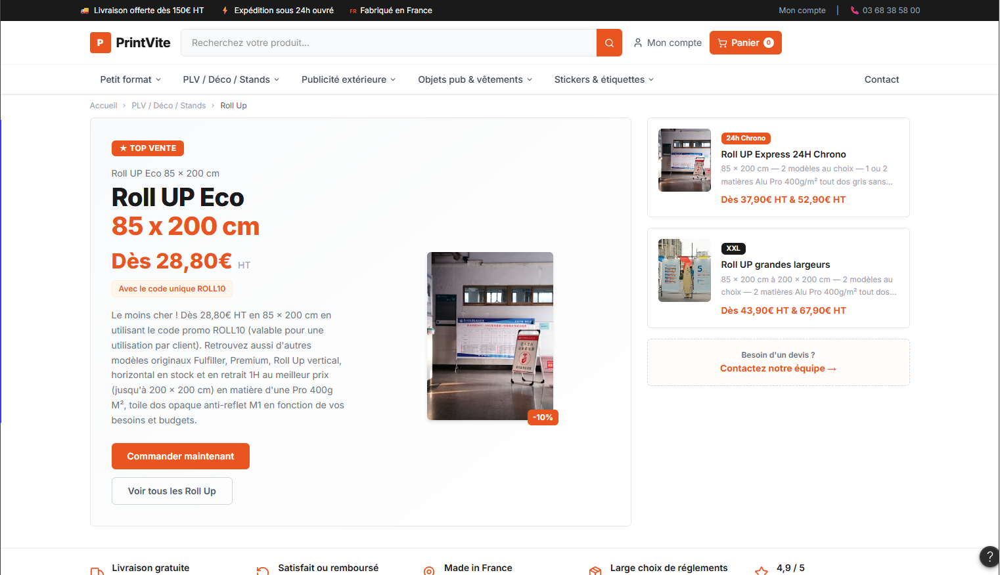 Livraison offerte dès 150€ HT
Expédition sous 24h ouvré
FR Fabriqué en France
Mon compte | 03 68 38 58 00
P PrintVite
Recherchez votre produit...
Mon compte
Panier 0
Petit format
PLV / Déco / Stands
Publicité extérieure
Objets pub & vêtements
Stickers & étiquettes
Contact
Accueil › PLV / Déco / Stands › Roll Up
★ TOP VENTE
Roll UP Eco 85 × 200 cm
Roll UP Eco
85 x 200 cm
Dès 28,80€ HT
Avec le code unique ROLL10
Le moins cher ! Dès 28,80€ HT en 85 × 200 cm en
utilisant le code promo ROLL10 (valable pour une
utilisation par client). Retrouvez aussi d'autres
modèles originaux Fulfiller, Premium, Roll Up vertical,
horizontal en stock et en retrait 1H au meilleur prix
(jusqu'à 200 × 200 cm) en matière d'une Pro 400g
M², toile dos opaque anti-reflet M1 en fonction de vos
besoins et budgets.
Commander maintenant
Voir tous les Roll Up
-10%
24h Chrono
Roll UP Express 24H Chrono
85 × 200 cm — 2 modèles au choix — 1 ou 2
matières Alu Pro 400g/m² tout dos gris sans...
Dès 37,90€ HT & 52,90€ HT
XXL
Roll UP grandes largeurs
85 × 200 cm à 200 × 200 cm — 2 modèles au
choix — 2 matières Alu Pro 400g/m² tout dos...
Dès 43,90€ HT & 67,90€ HT
Besoin d'un devis ?
Contactez notre équipe →
Livraison gratuite
Satisfait ou remboursé
Made in France
Large choix de réglements
4,9 / 5
?